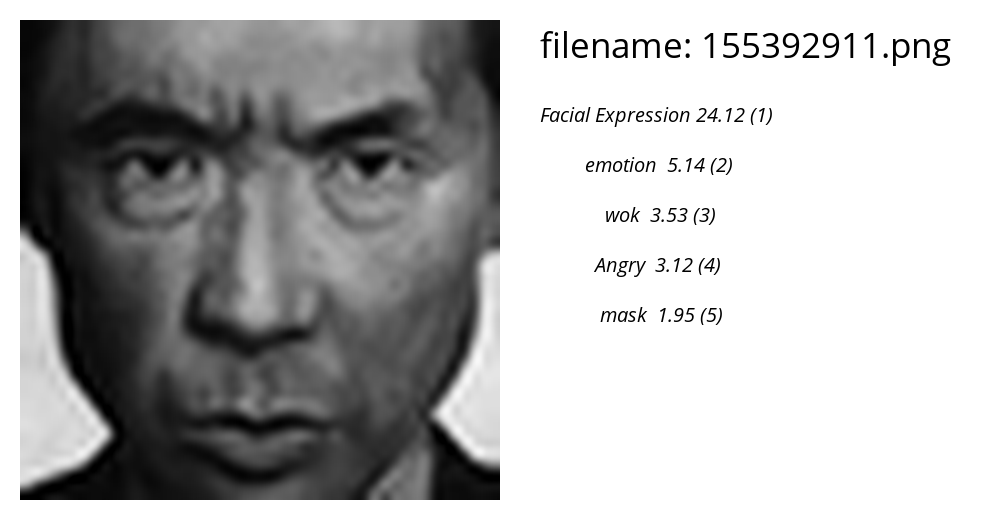 filename: 155392911.png
Facial Expression 24.12 (1)
emotion 5.14 (2)
wok 3.53 (3)
Angry 3.12 (4)
mask 1.95 (5)